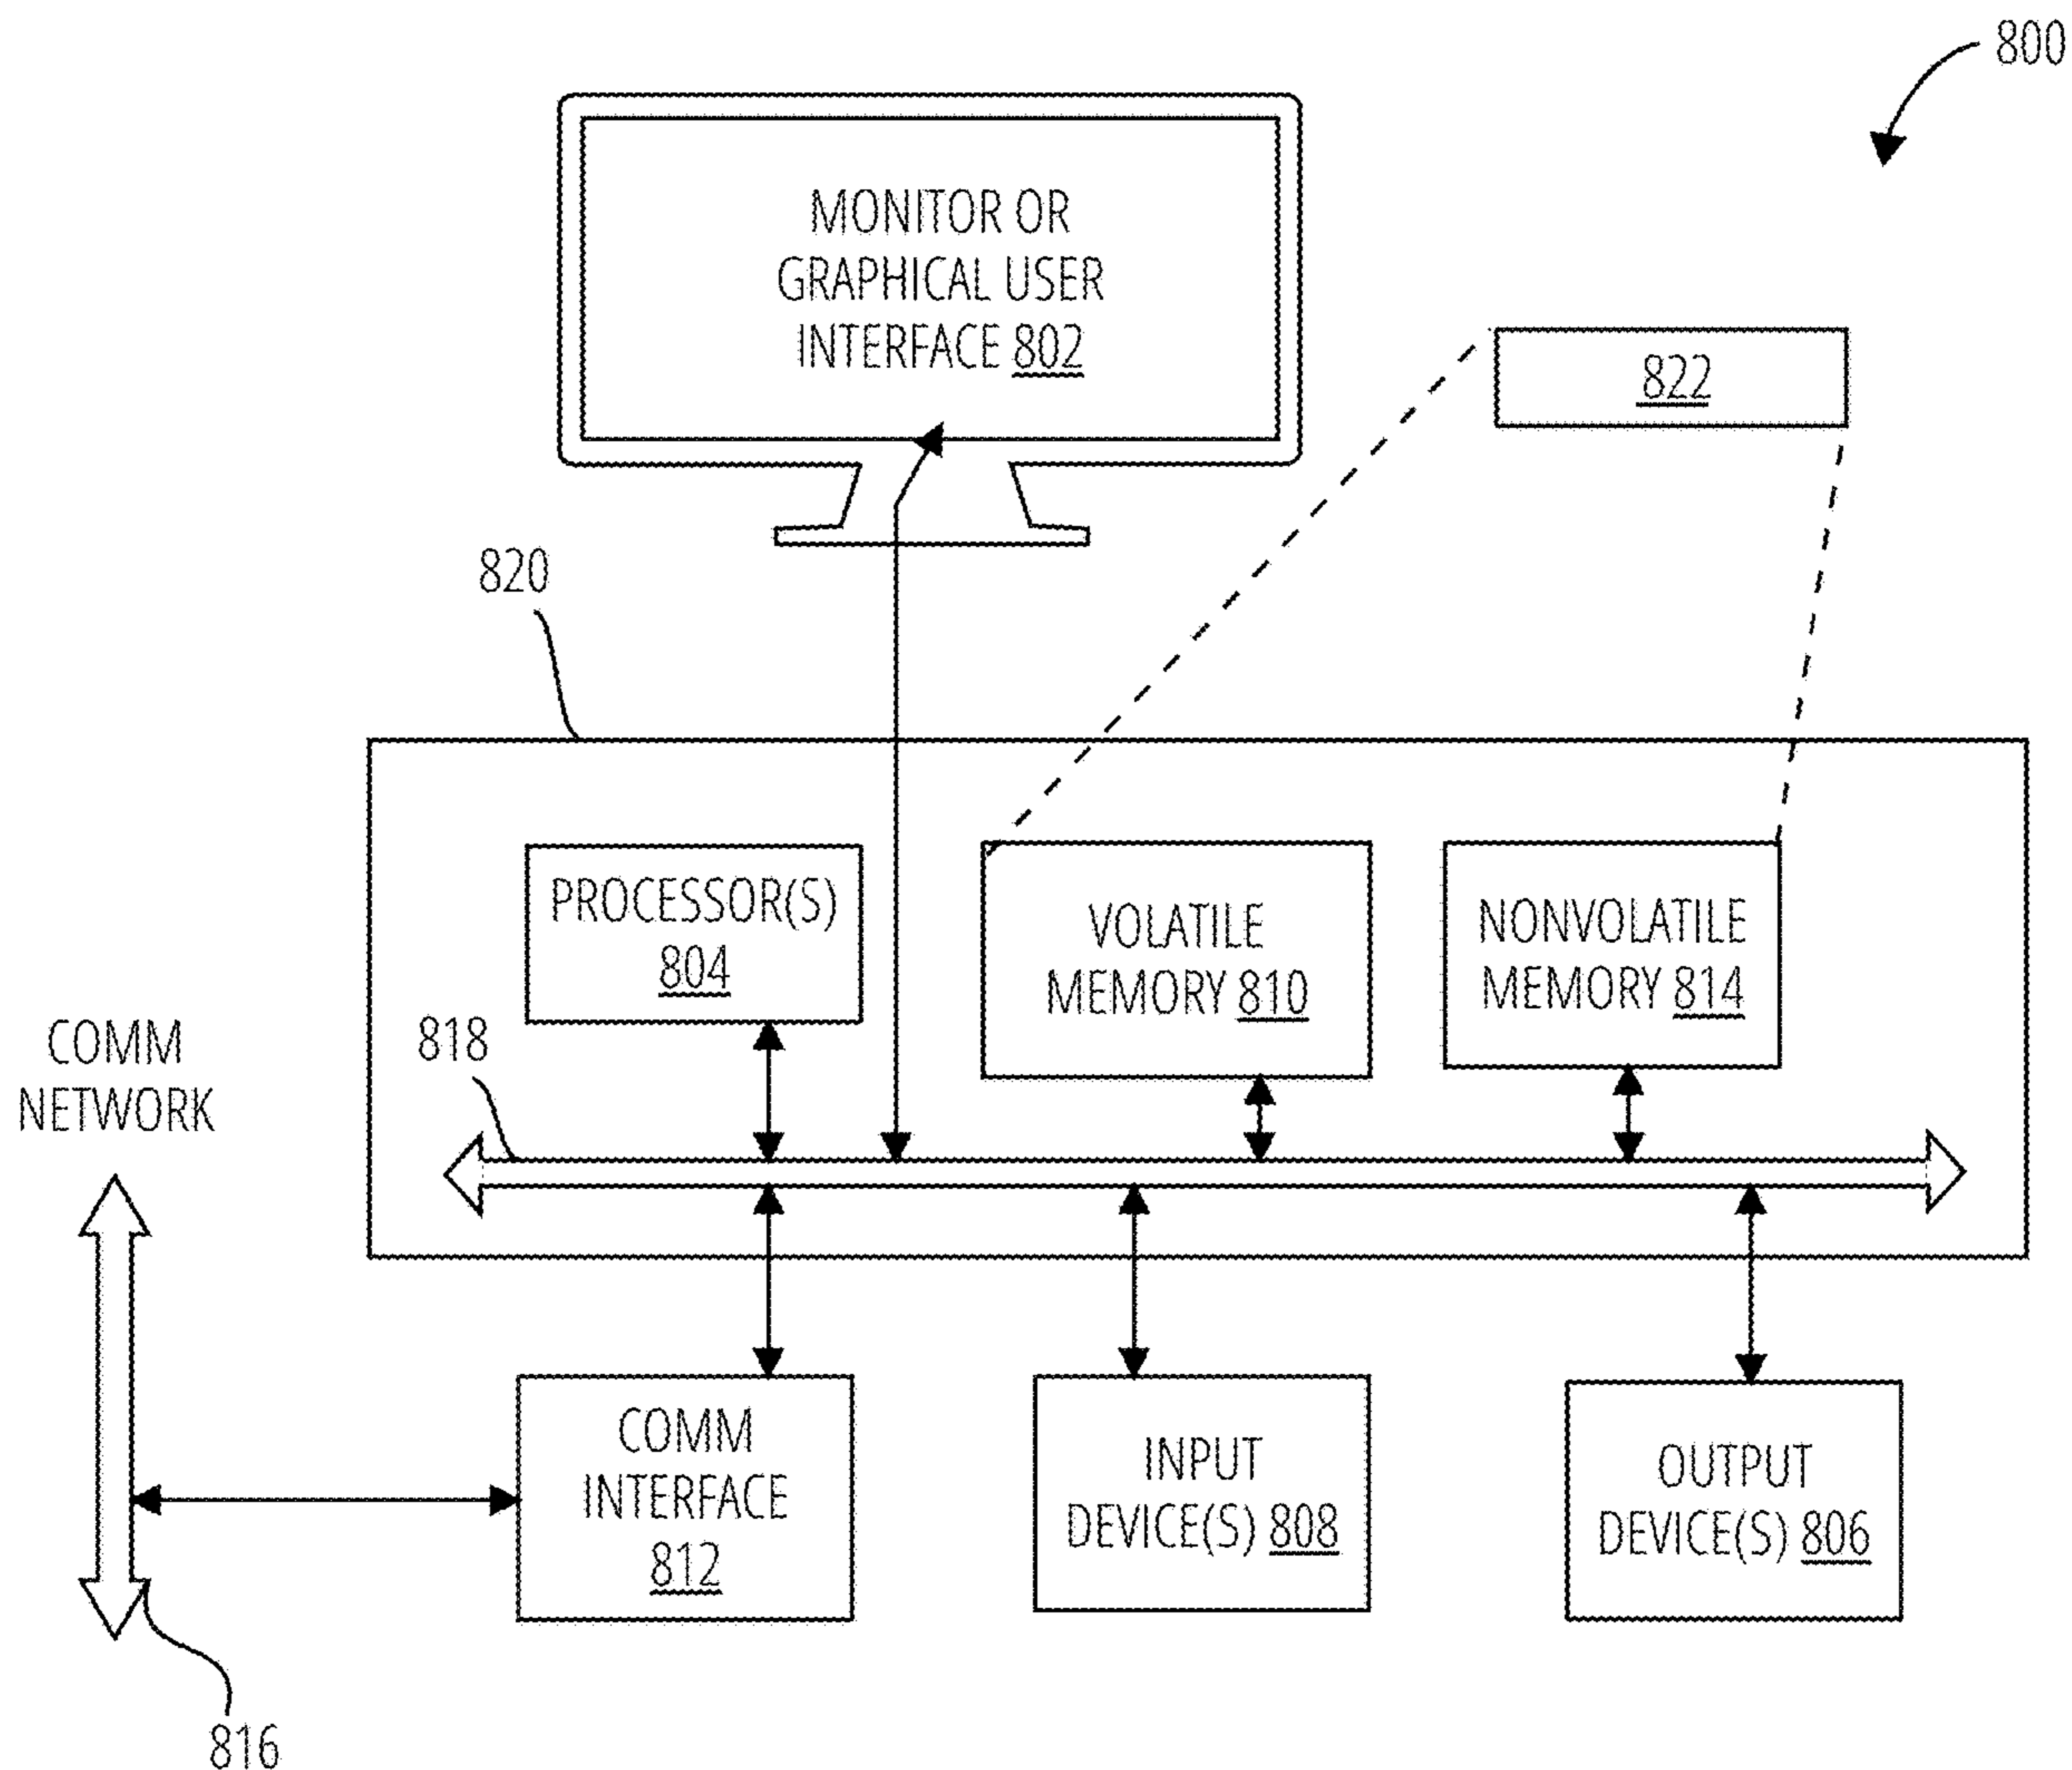 800
MONITOR OR
GRAPHICAL USER
INTERFACE 802
822
820
PROCESSOR(S)
804
VOLATILE
MEMORY 810
NONVOLATILE
MEMORY 814
818
COMM
NETWORK
COMM
INTERFACE
812
INPUT
DEVICE(S) 808
OUTPUT
DEVICE(S) 806
816